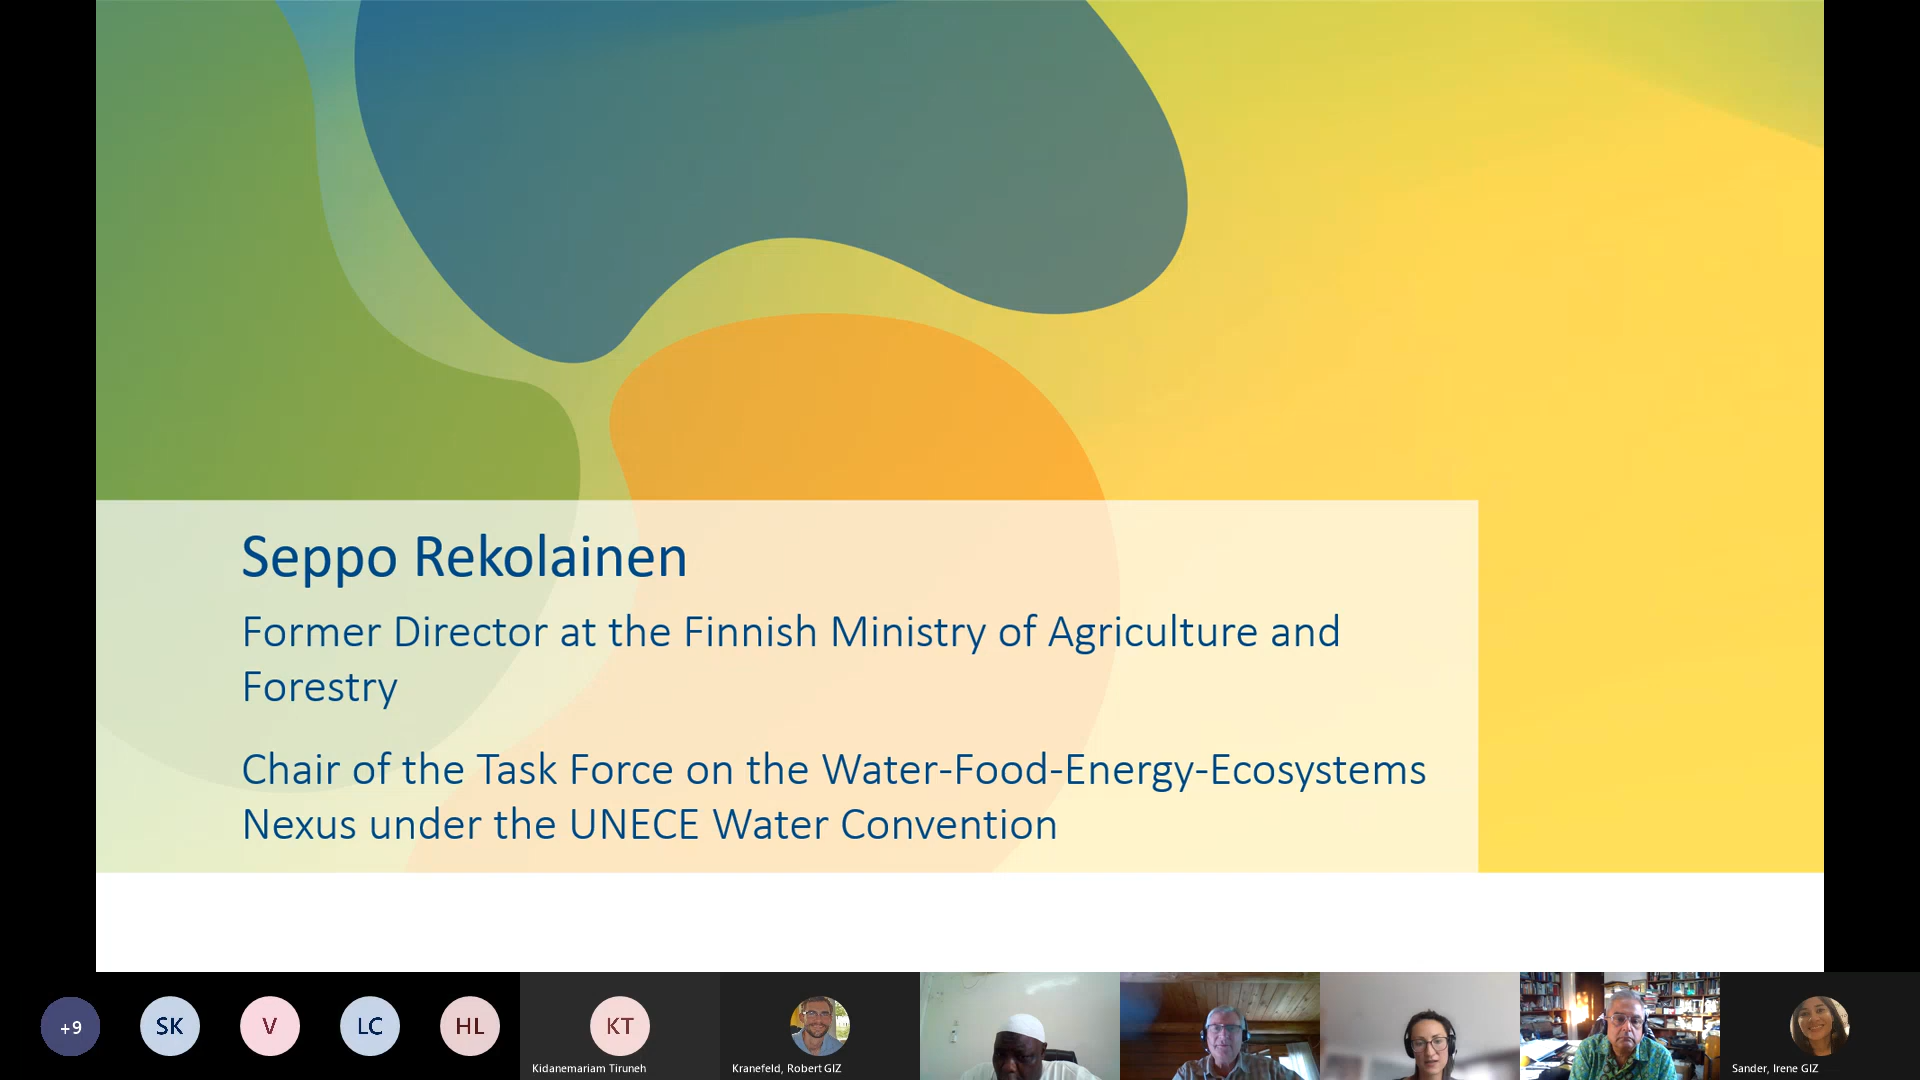 Seppo Rekolainen
Former Director at the Finnish Ministry of Agriculture and
Forestry
Chair of the Task Force on the Water-Food-Energy-Ecosystems
Nexus under the UNECE Water Convention
+9
SK
V
LC
HL
KT
Kidanemariam Tiruneh
Kranefeld, Robert GIZ
Sander, Irene GIZ